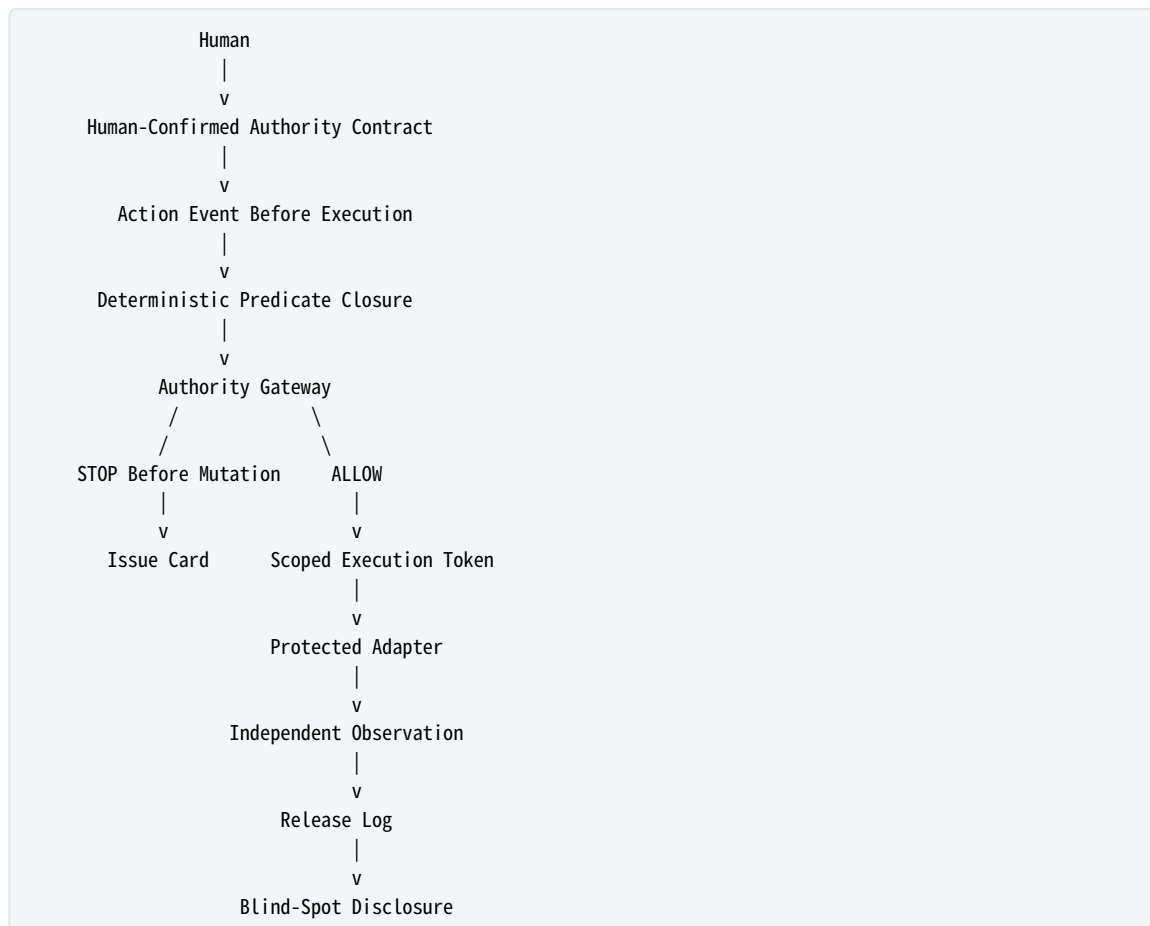 Human
|
v
Human-Confirmed Authority Contract
|
v
Action Event Before Execution
|
v
Deterministic Predicate Closure
|
v
Authority Gateway
/ \
/ \
STOP Before Mutation ALLOW
| |
v v
Issue Card Scoped Execution Token
|
v
Protected Adapter
|
v
Independent Observation
|
v
Release Log
|
v
Blind-Spot Disclosure